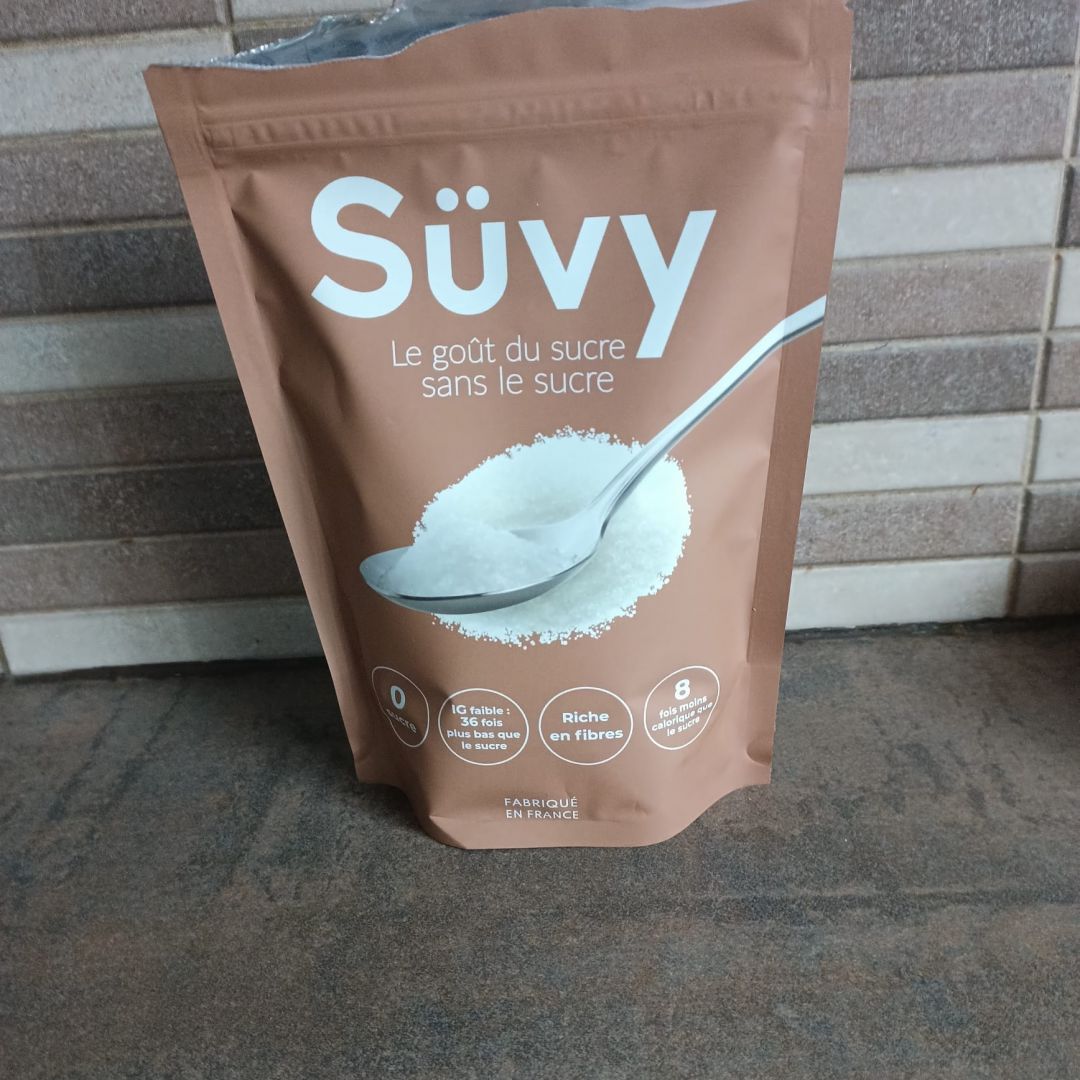 Süvy
Le goût du sucre
sans le sucre
0
sucre
IG faible :
36 fois
plus bas que
le sucre
Riche
en fibres
8
fois moins
calorique que
le sucre
FABRIQUÉ
EN FRANCE